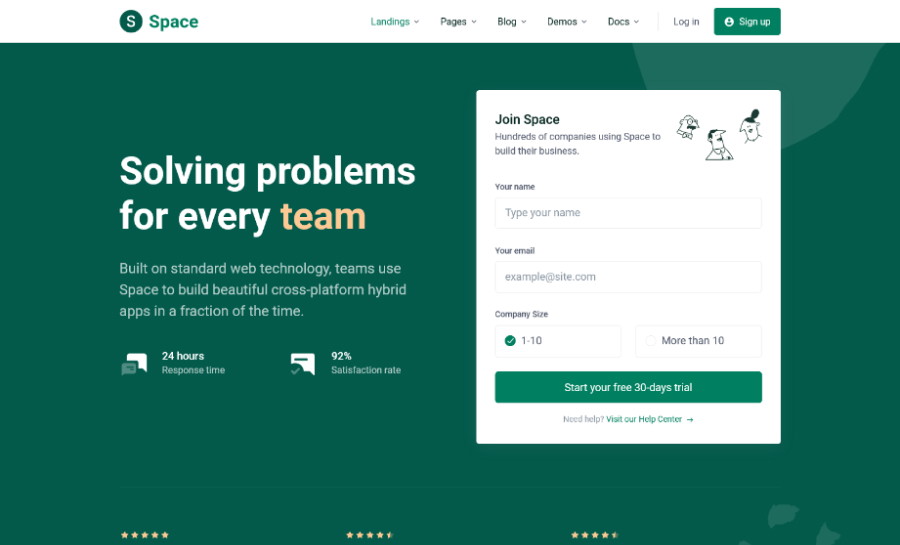 S Space
Landings Pages Blog Demos Docs Log in Sign up
Solving problems
for every team
Built on standard web technology, teams use
Space to build beautiful cross-platform hybrid
apps in a fraction of the time.
24 hours
Response time
92%
Satisfaction rate
Join Space
Hundreds of companies using Space to
build their business.
Your name
Type your name
Your email
example@site.com
Company Size
1-10
More than 10
Start your free 30-days trial
Need help? Visit our Help Center →